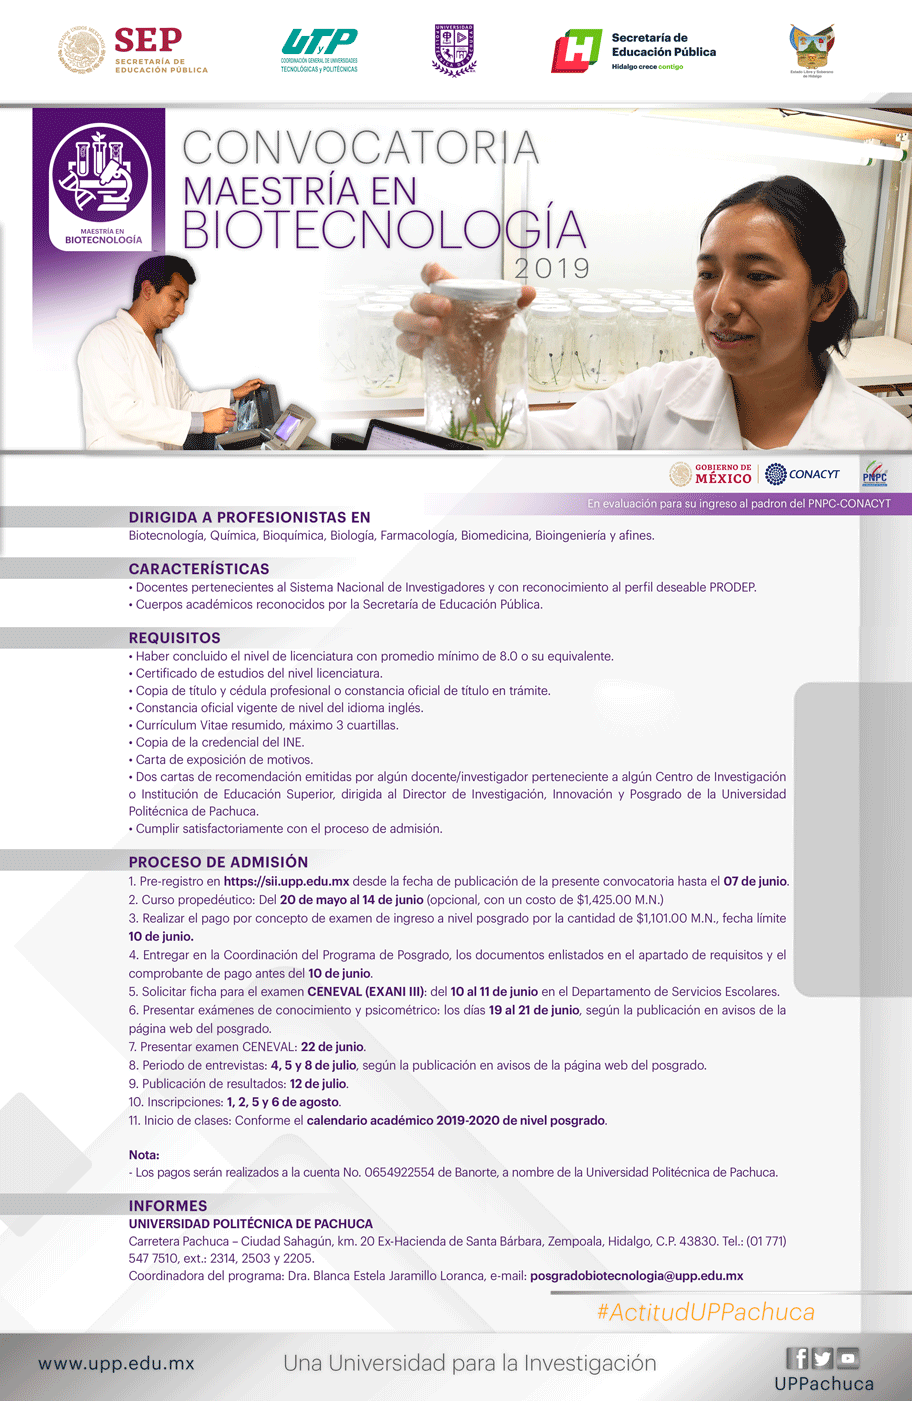 SEP
SECRETARÍA DE
EDUCACIÓN PÚBLICA
UTyP
COORDINACIÓN GENERAL DE UNIVERSIDADES
TECNOLÓGICAS y POLITÉCNICAS
Secretaría de
Educación Pública
Hidalgo crece contigo
Estado Libre y Soberano
de Hidalgo
CONVOCATORIA
MAESTRÍA EN
BIOTECNOLOGÍA
2019
MAESTRÍA EN
BIOTECNOLOGÍA
GOBIERNO DE
MÉXICO
CONACYT
PNPC
En evaluación para su ingreso al padron del PNPC-CONACYT
DIRIGIDA A PROFESIONISTAS EN
Biotecnología, Química, Bioquímica, Biología, Farmacología, Biomedicina, Bioingeniería y afines.
CARACTERÍSTICAS
• Docentes pertenecientes al Sistema Nacional de Investigadores y con reconocimiento al perfil deseable PRODEP.
• Cuerpos académicos reconocidos por la Secretaría de Educación Pública.
REQUISITOS
• Haber concluido el nivel de licenciatura con promedio mínimo de 8.0 o su equivalente.
• Certificado de estudios del nivel licenciatura.
• Copia de título y cédula profesional o constancia oficial de título en trámite.
• Constancia oficial vigente de nivel del idioma inglés.
• Currículum Vitae resumido, máximo 3 cuartillas.
• Copia de la credencial del INE.
• Carta de exposición de motivos.
• Dos cartas de recomendación emitidas por algún docente/investigador perteneciente a algún Centro de Investigación
o Institución de Educación Superior, dirigida al Director de Investigación, Innovación y Posgrado de la Universidad
Politécnica de Pachuca.
• Cumplir satisfactoriamente con el proceso de admisión.
PROCESO DE ADMISIÓN
1. Pre-registro en https://sii.upp.edu.mx desde la fecha de publicación de la presente convocatoria hasta el 07 de junio.
2. Curso propedéutico: Del 20 de mayo al 14 de junio (opcional, con un costo de $1,425.00 M.N.)
3. Realizar el pago por concepto de examen de ingreso a nivel posgrado por la cantidad de $1,101.00 M.N., fecha límite
10 de junio.
4. Entregar en la Coordinación del Programa de Posgrado, los documentos enlistados en el apartado de requisitos y el
comprobante de pago antes del 10 de junio.
5. Solicitar ficha para el examen CENEVAL (EXANI III): del 10 al 11 de junio en el Departamento de Servicios Escolares.
6. Presentar exámenes de conocimiento y psicométrico: los días 19 al 21 de junio, según la publicación en avisos de la
página web del posgrado.
7. Presentar examen CENEVAL: 22 de junio.
8. Periodo de entrevistas: 4, 5 y 8 de julio, según la publicación en avisos de la página web del posgrado.
9. Publicación de resultados: 12 de julio.
10. Inscripciones: 1, 2, 5 y 6 de agosto.
11. Inicio de clases: Conforme el calendario académico 2019-2020 de nivel posgrado.
Nota:
- Los pagos serán realizados a la cuenta No. 0654922554 de Banorte, a nombre de la Universidad Politécnica de Pachuca.
INFORMES
UNIVERSIDAD POLITÉCNICA DE PACHUCA
Carretera Pachuca – Ciudad Sahagún, km. 20 Ex-Hacienda de Santa Bárbara, Zempoala, Hidalgo, C.P. 43830. Tel.: (01 771)
547 7510, ext.: 2314, 2503 y 2205.
Coordinadora del programa: Dra. Blanca Estela Jaramillo Loranca, e-mail: posgradobiotecnologia@upp.edu.mx
#ActitudUPPachuca
www.upp.edu.mx
Una Universidad para la Investigación
UPPachuca